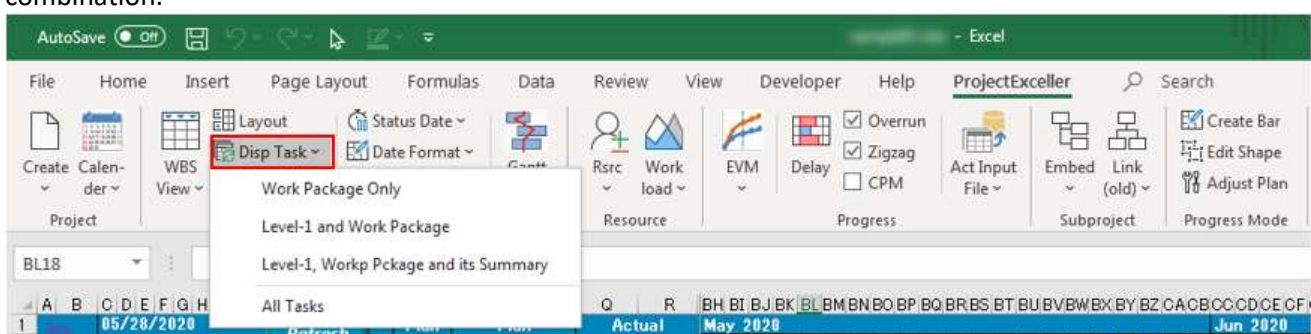 combination.
AutoSave Off - Excel
File Home Insert Page Layout Formulas Data Review View Developer Help ProjectExceller Search
Layout Status Date Overrun Create Bar
Disp Task Date Format Zigzag Edit Shape
Create Calen- WBS Gantt Rsrc Work EVM Delay CPM Act Input Embed Link Adjust Plan
der View load File (old)
Project Resource Progress Subproject Progress Mode
Work Package Only
Level-1 and Work Package
Level-1, Workp Pckage and its Summary
All Tasks
BL18
A B C D E F G H Q R BH BI BJ BK BL BM BN BO BP BQ BR BS BT BU BV BW BX BY BZ CA CB CC CD CE CF
1 05/28/2020 Refresh Plan Plan Actual May 2020 Jun 2020